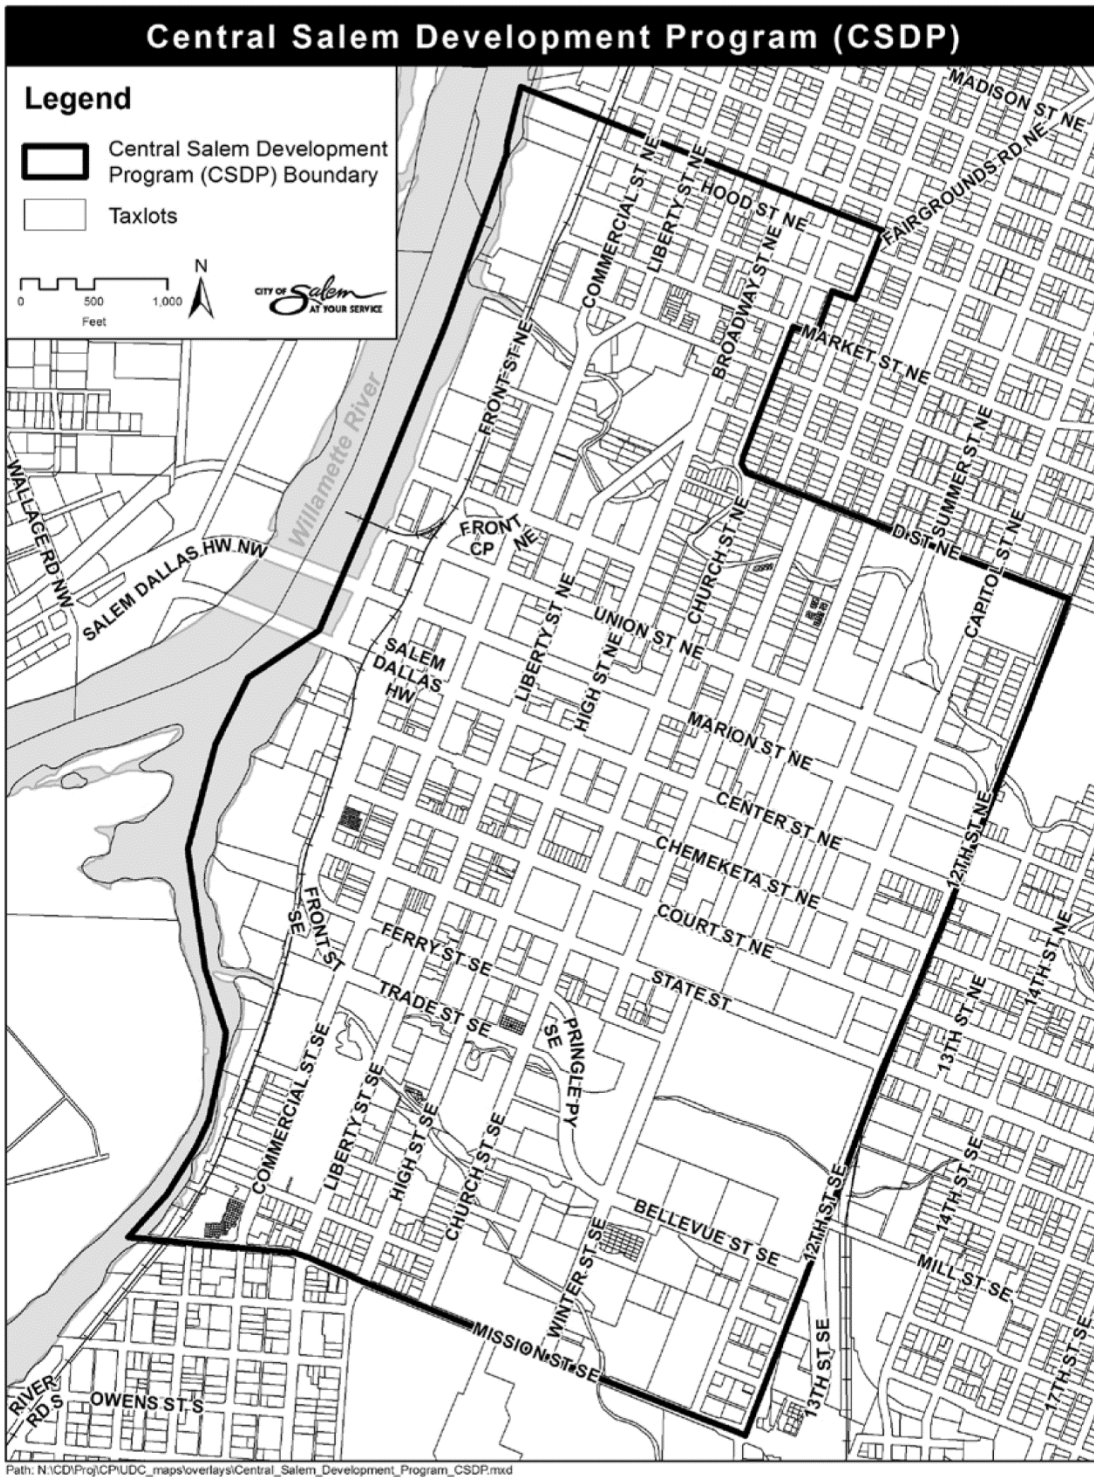 Central Salem Development Program (CSDP)
Legend
Central Salem Development
Program (CSDP) Boundary
Taxlots
N
0 500 1,000
Feet
CITY OF Salem
AT YOUR SERVICE
MADISON ST NE
FAIRGROUNDS RD NE
COMMERCIAL ST NE
LIBERTY ST NE
HOOD ST NE
BROADWAY ST NE
MARKET ST NE
FRONT ST NE
Willamette River
SUMMER ST NE
WALLACE RD NW
SALEM DALLAS HW NW
FRONT
NE
CP
CHURCH ST NE
D ST NE
CAPITOL ST NE
LIBERTY ST NE
UNION ST NE
HIGH ST NE
SALEM
DALLAS
HW
MARION ST NE
CENTER ST NE
12TH ST NE
CHEMEKETA ST NE
COURT ST NE
FRONT ST
SE
FERRY ST SE
STATE ST
14TH ST NE
13TH ST NE
TRADE ST SE
PRINGLE PY
SE
COMMERCIAL ST SE
LIBERTY ST SE
HIGH ST SE
CHURCH ST SE
BELLEVUE ST SE
12TH ST SE
14TH ST SE
MILL ST SE
WINTER ST SE
MISSION ST SE
13TH ST SE
17TH ST SE
RIVER
RD S
OWENS ST S
Path: N:\CD\Proj\CP\UDC_maps\overlays\Central_Salem_Development_Program_CSDP.mxd